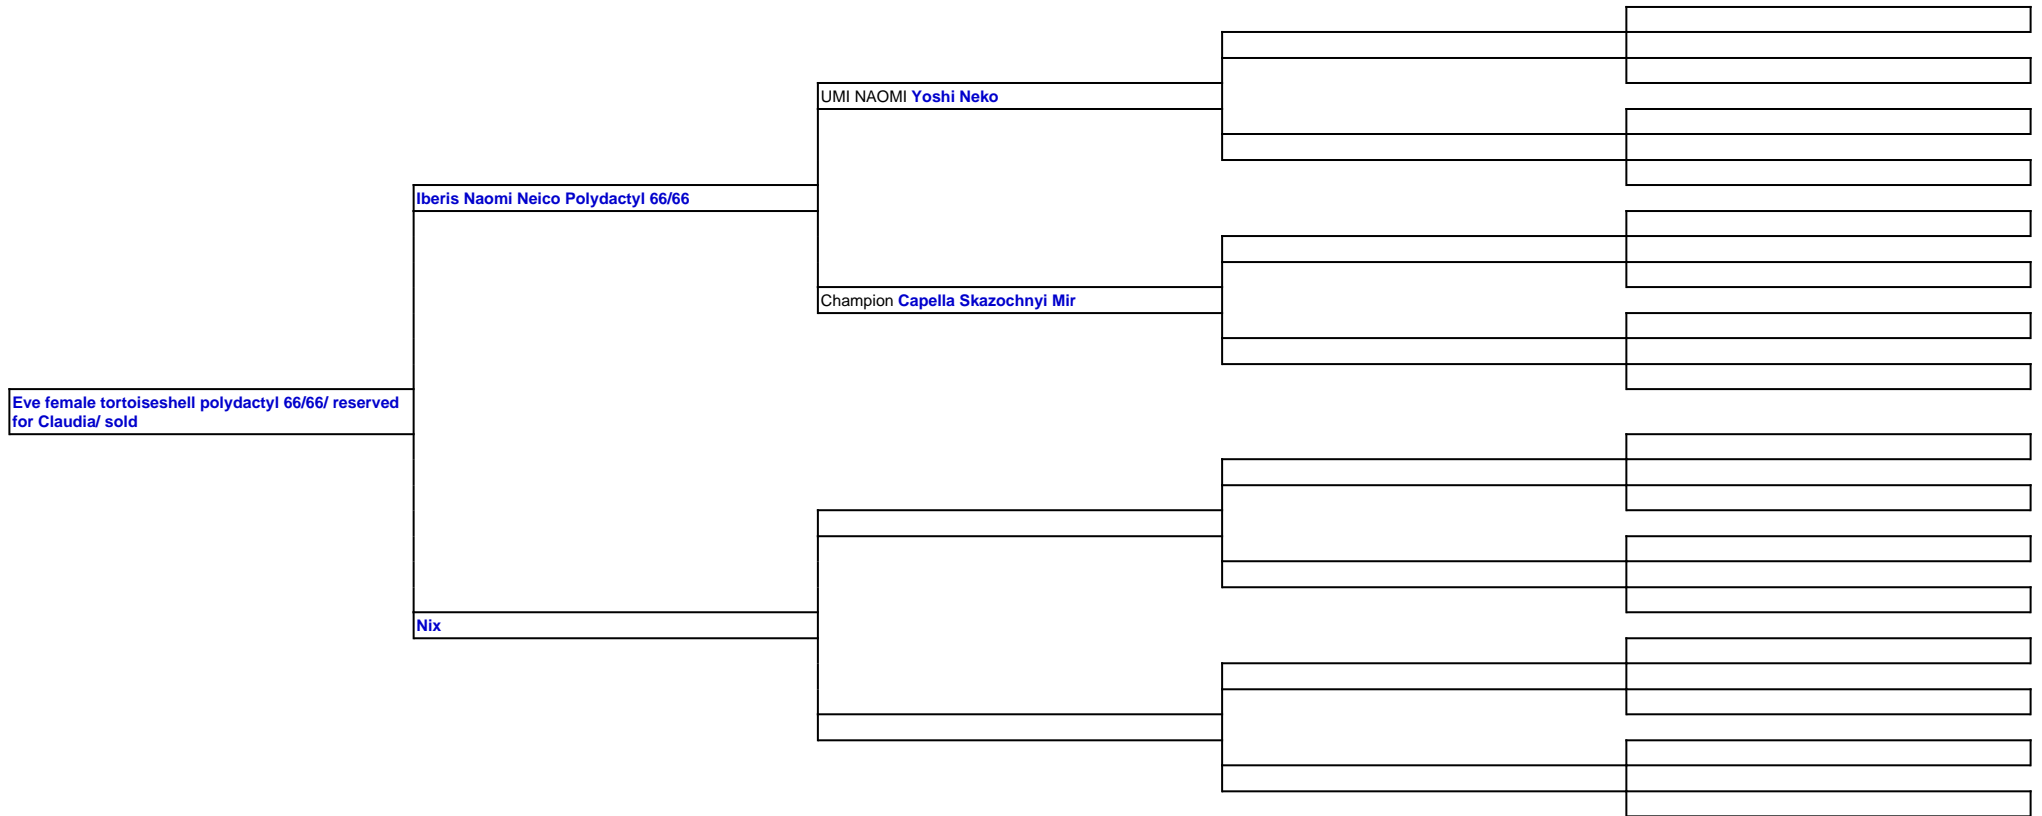 UMI NAOMI Yoshi Neko
Iberis Naomi Neico Polydactyl 66/66
Champion Capella Skazochnyi Mir
Eve female tortoiseshell polydactyl 66/66/ reserved
for Claudia/ sold
Nix